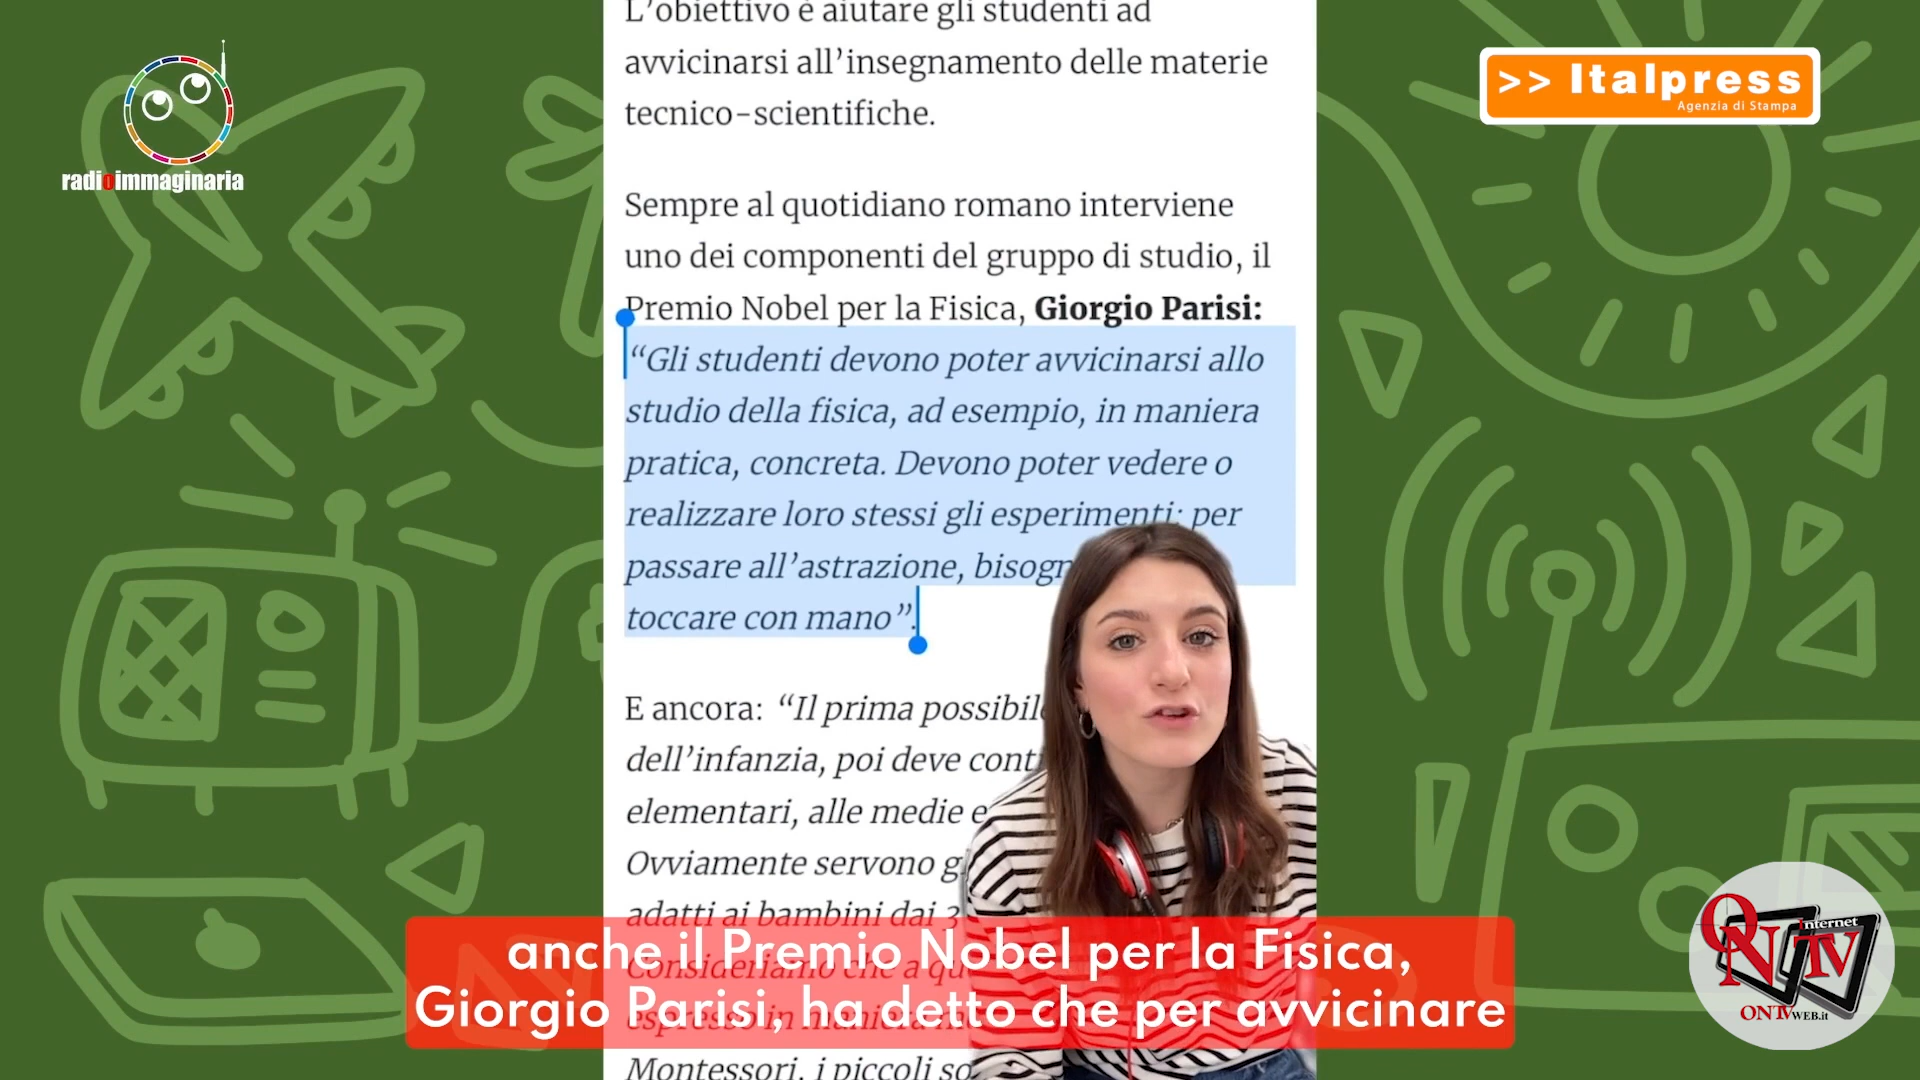 L’obiettivo è aiutare gli studenti ad
avvicinarsi all’insegnamento delle materie
tecnico-scientifiche.
Sempre al quotidiano romano interviene
uno dei componenti del gruppo di studio, il
Premio Nobel per la Fisica, Giorgio Parisi:
“Gli studenti devono poter avvicinarsi allo
studio della fisica, ad esempio, in maniera
pratica, concreta. Devono poter vedere o
realizzare loro stessi gli esperimenti: per
passare all’astrazione,
toccare con mano”.
E ancora: “Il prima
dell’infanzia, poi deve
elementari, alle medie
Ovviamente servono
adatti ai bambini dai 3
Consideriamo che a
espresso in
Montessori, i piccoli
anche il Premio Nobel per la Fisica,
Giorgio Parisi, ha detto che per avvicinare
radioimmaginaria
>> Italpress
Agenzia di Stampa
internet
ON TV
ONTVWEB.it